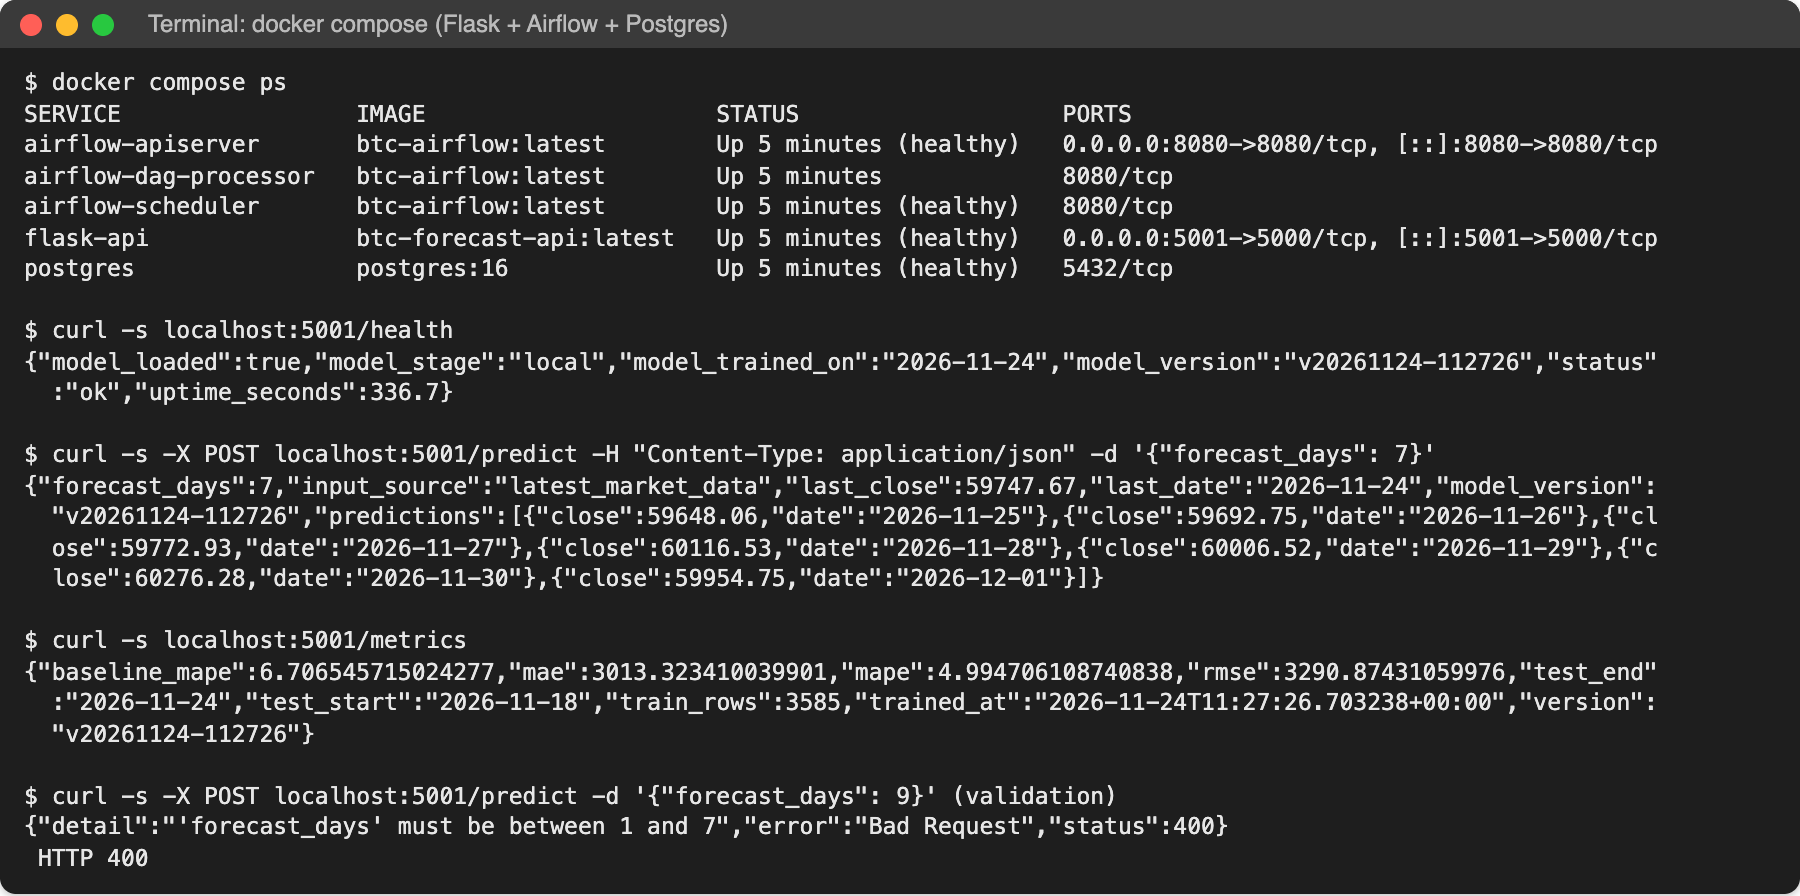 Terminal: docker compose (Flask + Airflow + Postgres)
$ docker compose ps
SERVICE                 IMAGE                     STATUS                   PORTS
airflow-apiserver       btc-airflow:latest        Up 5 minutes (healthy)   0.0.0.0:8080->8080/tcp, [::]:8080->8080/tcp
airflow-dag-processor   btc-airflow:latest        Up 5 minutes             8080/tcp
airflow-scheduler       btc-airflow:latest        Up 5 minutes (healthy)   8080/tcp
flask-api               btc-forecast-api:latest   Up 5 minutes (healthy)   0.0.0.0:5001->5000/tcp, [::]:5001->5000/tcp
postgres                postgres:16               Up 5 minutes (healthy)   5432/tcp
$ curl -s localhost:5001/health
{"model_loaded":true,"model_stage":"local","model_trained_on":"2026-11-24","model_version":"v20261124-112726","status"
  :"ok","uptime_seconds":336.7}
$ curl -s -X POST localhost:5001/predict -H "Content-Type: application/json" -d '{"forecast_days": 7}'
{"forecast_days":7,"input_source":"latest_market_data","last_close":59747.67,"last_date":"2026-11-24","model_version":
  "v20261124-112726","predictions":[{"close":59648.06,"date":"2026-11-25"},{"close":59692.75,"date":"2026-11-26"},{"cl
  ose":59772.93,"date":"2026-11-27"},{"close":60116.53,"date":"2026-11-28"},{"close":60006.52,"date":"2026-11-29"},{"c
  lose":60276.28,"date":"2026-11-30"},{"close":59954.75,"date":"2026-12-01"}]}
$ curl -s localhost:5001/metrics
{"baseline_mape":6.706545715024277,"mae":3013.323410039901,"mape":4.994706108740838,"rmse":3290.87431059976,"test_end"
  :"2026-11-24","test_start":"2026-11-18","train_rows":3585,"trained_at":"2026-11-24T11:27:26.703238+00:00","version":
  "v20261124-112726"}
$ curl -s -X POST localhost:5001/predict -d '{"forecast_days": 9}' (validation)
{"detail":"'forecast_days' must be between 1 and 7","error":"Bad Request","status":400}
 HTTP 400